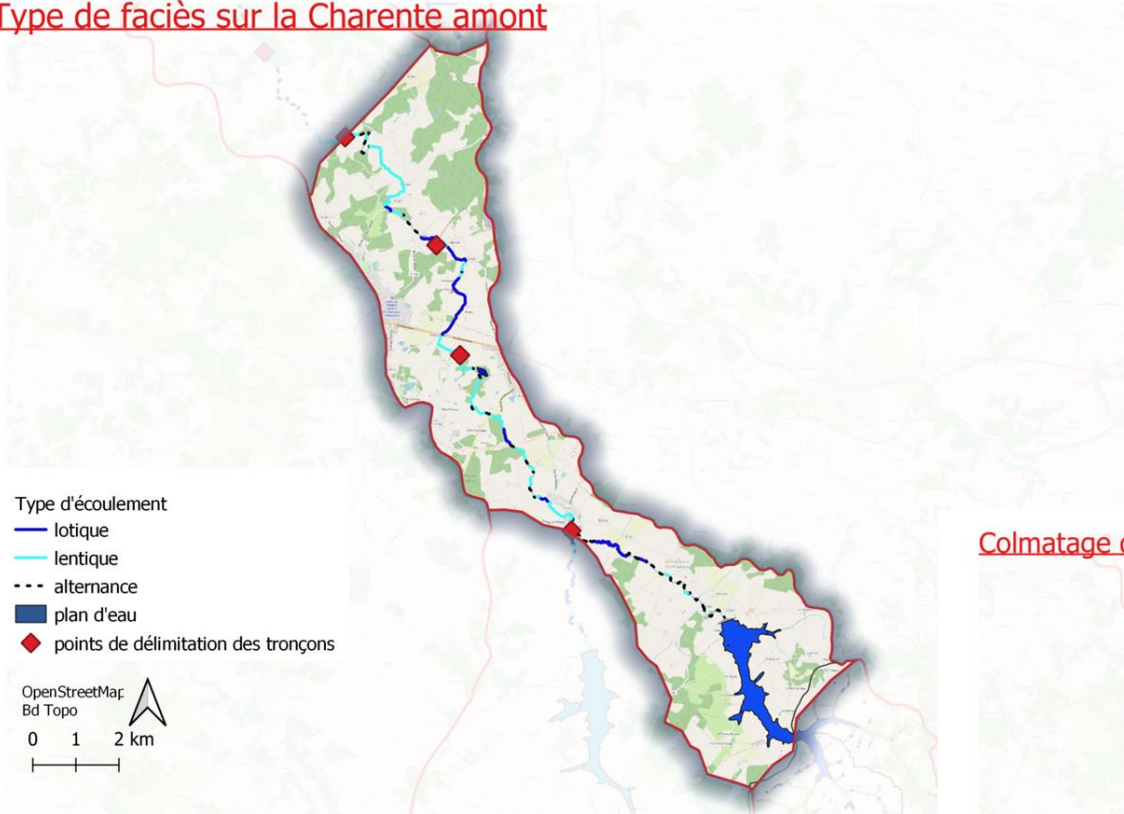 Type de faciès sur la Charente amont
Type d'écoulement
lotique
lentique
alternance
plan d'eau
points de délimitation des tronçons
OpenStreetMap
Bd Topo
0 1 2 km
Colmatage